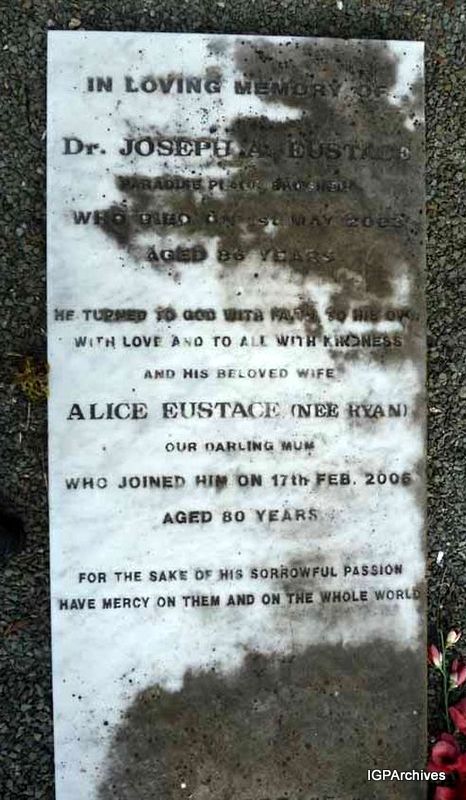 IN LOVING MEMORY OF
Dr. JOSEPH A. EUSTACE
PARADISE PLACE,
WHO DIED ON 1st MAY 2003
AGED 86 YEARS
HE TURNED TO GOD WITH FAITH, TO HIS OWN
WITH LOVE AND TO ALL WITH KINDNESS
AND HIS BELOVED WIFE
ALICE EUSTACE (NEE RYAN)
OUR DARLING MUM
WHO JOINED HIM ON 17th FEB. 2006
AGED 80 YEARS
FOR THE SAKE OF HIS SORROWFUL PASSION
HAVE MERCY ON THEM AND ON THE WHOLE WORLD
IGPArchives